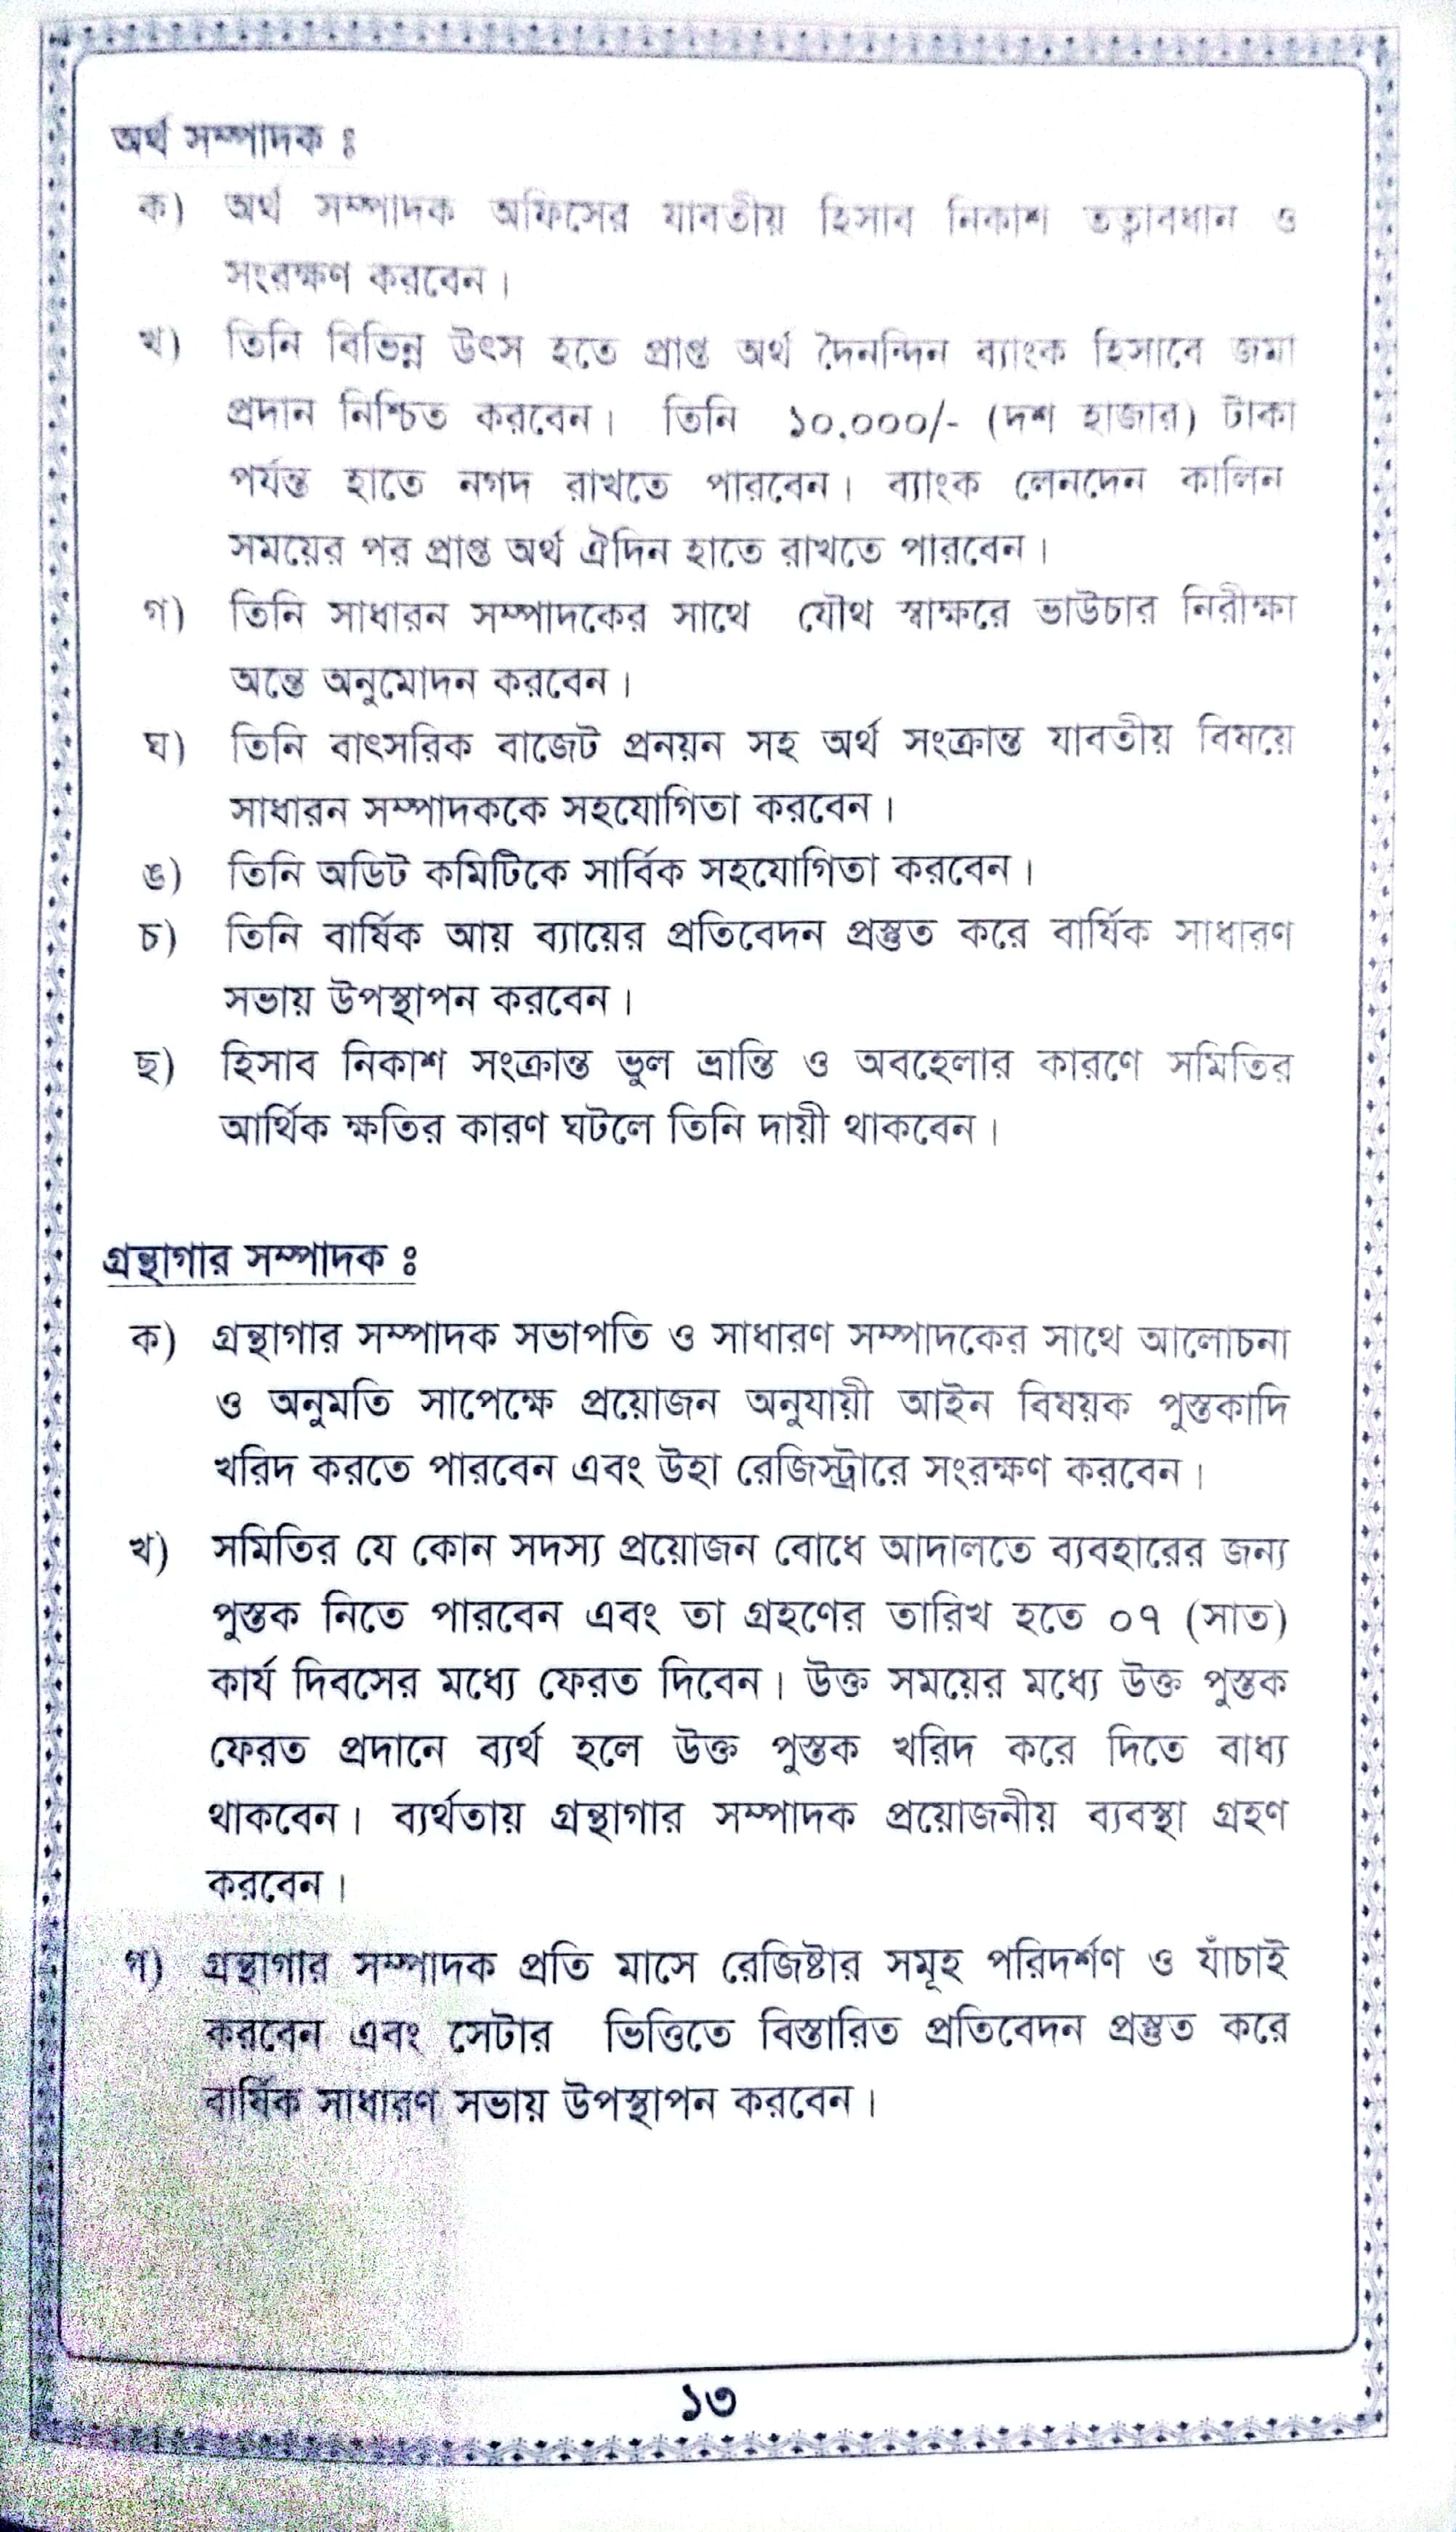 অর্থ সম্পাদক ঃ
ক) অর্থ সম্পাদক অফিসের যাবতীয় হিসাব নিকাশ তত্বাবধান ও
সংরক্ষণ করবেন।
খ) তিনি বিভিন্ন উৎস হতে প্রাপ্ত অর্থ দৈনন্দিন ব্যাংক হিসাবে জমা
প্রদান নিশ্চিত করবেন। তিনি ১০,০০০/- (দশ হাজার) টাকা
পর্যন্ত হাতে নগদ রাখতে পারবেন। ব্যাংক লেনদেন কালিন
সময়ের পর প্রাপ্ত অর্থ ঐদিন হাতে রাখতে পারবেন।
গ) তিনি সাধারন সম্পাদকের সাথে যৌথ স্বাক্ষরে ভাউচার নিরীক্ষা
অন্তে অনুমোদন করবেন।
ঘ) তিনি বাৎসরিক বাজেট প্রনয়ন সহ অর্থ সংক্রান্ত যাবতীয় বিষয়ে
সাধারন সম্পাদককে সহযোগিতা করবেন।
ঙ) তিনি অডিট কমিটিকে সার্বিক সহযোগিতা করবেন।
চ) তিনি বার্ষিক আয় ব্যায়ের প্রতিবেদন প্রস্তুত করে বার্ষিক সাধারণ
সভায় উপস্থাপন করবেন।
ছ) হিসাব নিকাশ সংক্রান্ত ভুল ভ্রান্তি ও অবহেলার কারণে সমিতির
আর্থিক ক্ষতির কারণ ঘটলে তিনি দায়ী থাকবেন।
গ্রন্থাগার সম্পাদক ঃ
ক) গ্রন্থাগার সম্পাদক সভাপতি ও সাধারণ সম্পাদকের সাথে আলোচনা
ও অনুমতি সাপেক্ষে প্রয়োজন অনুযায়ী আইন বিষয়ক পুস্তকাদি
খরিদ করতে পারবেন এবং উহা রেজিস্ট্রারে সংরক্ষণ করবেন।
খ) সমিতির যে কোন সদস্য প্রয়োজন বোধে আদালতে ব্যবহারের জন্য
পুস্তক নিতে পারবেন এবং তা গ্রহণের তারিখ হতে ০৭ (সাত)
কার্য দিবসের মধ্যে ফেরত দিবেন। উক্ত সময়ের মধ্যে উক্ত পুস্তক
ফেরত প্রদানে ব্যর্থ হলে উক্ত পুস্তক খরিদ করে দিতে বাধ্য
থাকবেন। ব্যর্থতায় গ্রন্থাগার সম্পাদক প্রয়োজনীয় ব্যবস্থা গ্রহণ
করবেন।
গ) গ্রন্থাগার সম্পাদক প্রতি মাসে রেজিষ্টার সমূহ পরিদর্শণ ও যাঁচাই
করবেন এবং সেটার ভিত্তিতে বিস্তারিত প্রতিবেদন প্রস্তুত করে
বার্ষিক সাধারণ সভায় উপস্থাপন করবেন।
১৩